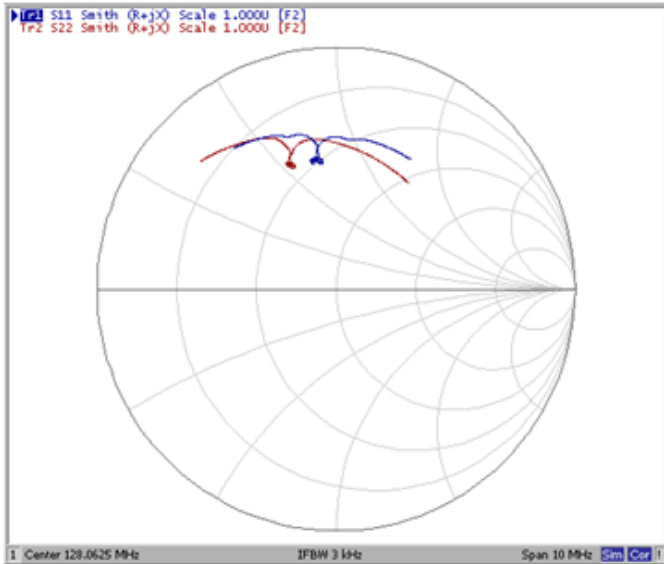 Tr1 S11 Smith (R+jX) Scale 1.000U [F2]
Tr2 S22 Smith (R+jX) Scale 1.000U [F2]
1 Center 128.0625 MHz IFBW 3 kHz Span 10 MHz Sim Cor !